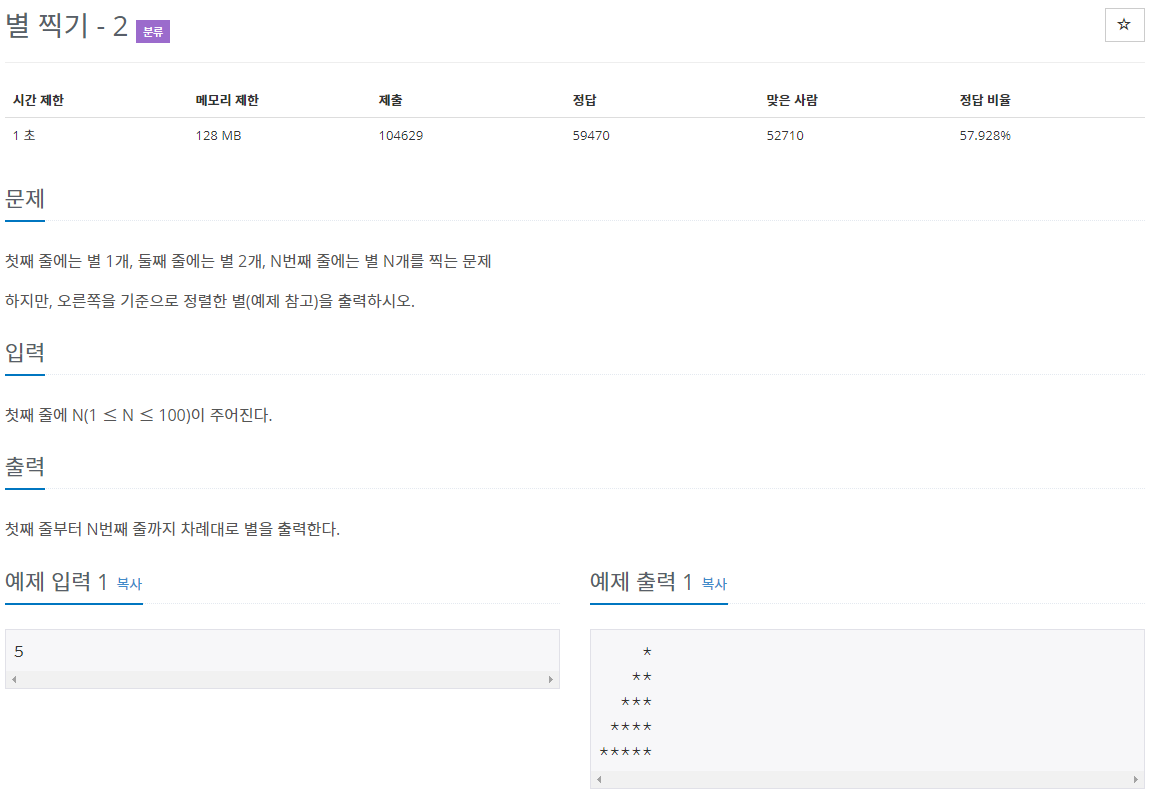 별 찍기 - 2 분류
☆
시간 제한 메모리 제한 제출 정답 맞은 사람 정답 비율
1 초 128 MB 104629 59470 52710 57.928%
문제
첫째 줄에는 별 1개, 둘째 줄에는 별 2개, N번째 줄에는 별 N개를 찍는 문제
하지만, 오른쪽을 기준으로 정렬한 별(예제 참고)을 출력하시오.
입력
첫째 줄에 N(1 ≤ N ≤ 100)이 주어진다.
출력
첫째 줄부터 N번째 줄까지 차례대로 별을 출력한다.
예제 입력 1 복사
5
예제 출력 1 복사
    *
   **
  ***
 ****
*****